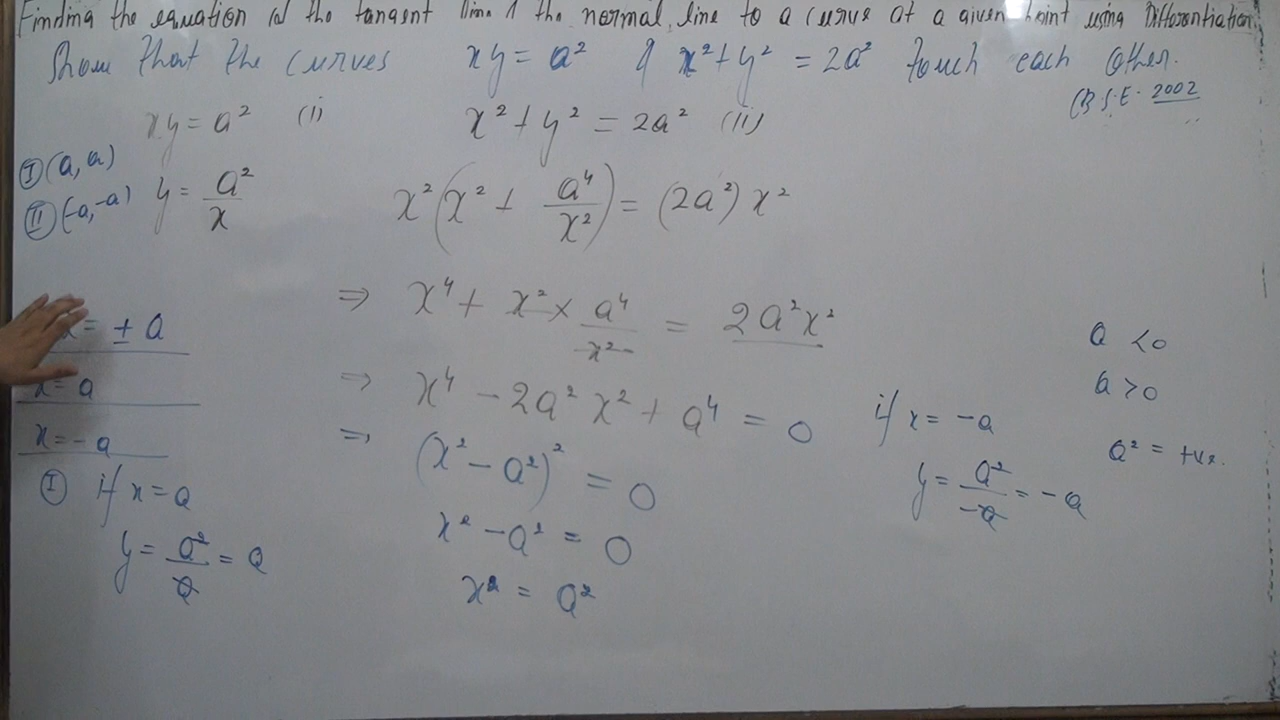 Finding the equation of the tangent line & the normal line to a curve at a given point using Differentiation
Show that the curves xy = a² & x² + y² = 2a² touch each other.
C.B.S.E. 2002
xy = a² (i)
x² + y² = 2a² (ii)
Ⓘ (a, a)
Ⓘⓘ (-a, -a)
y = a²/x
x²(x² + a⁴/x²) = (2a²) x²
⇒ x⁴ + x² × a⁴/x² = 2a²x²
⇒ x⁴ - 2a² x² + a⁴ = 0
⇒ (x² - a²)² = 0
x² - a² = 0
x² = a²
x = ± a
x = a
x = -a
Ⓘ if x = a
y = a²/a = a
if x = -a
y = a²/-a = -a
a < 0
a > 0
a² = +ve.